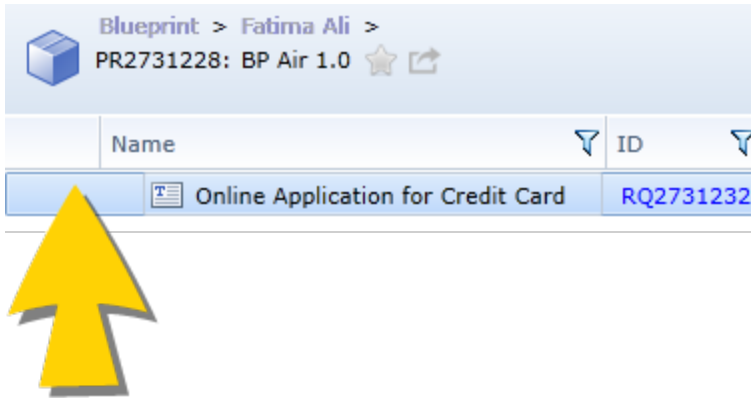 Blueprint > Fatima Ali >
PR2731228: BP Air 1.0
Name ID
Online Application for Credit Card RQ2731232